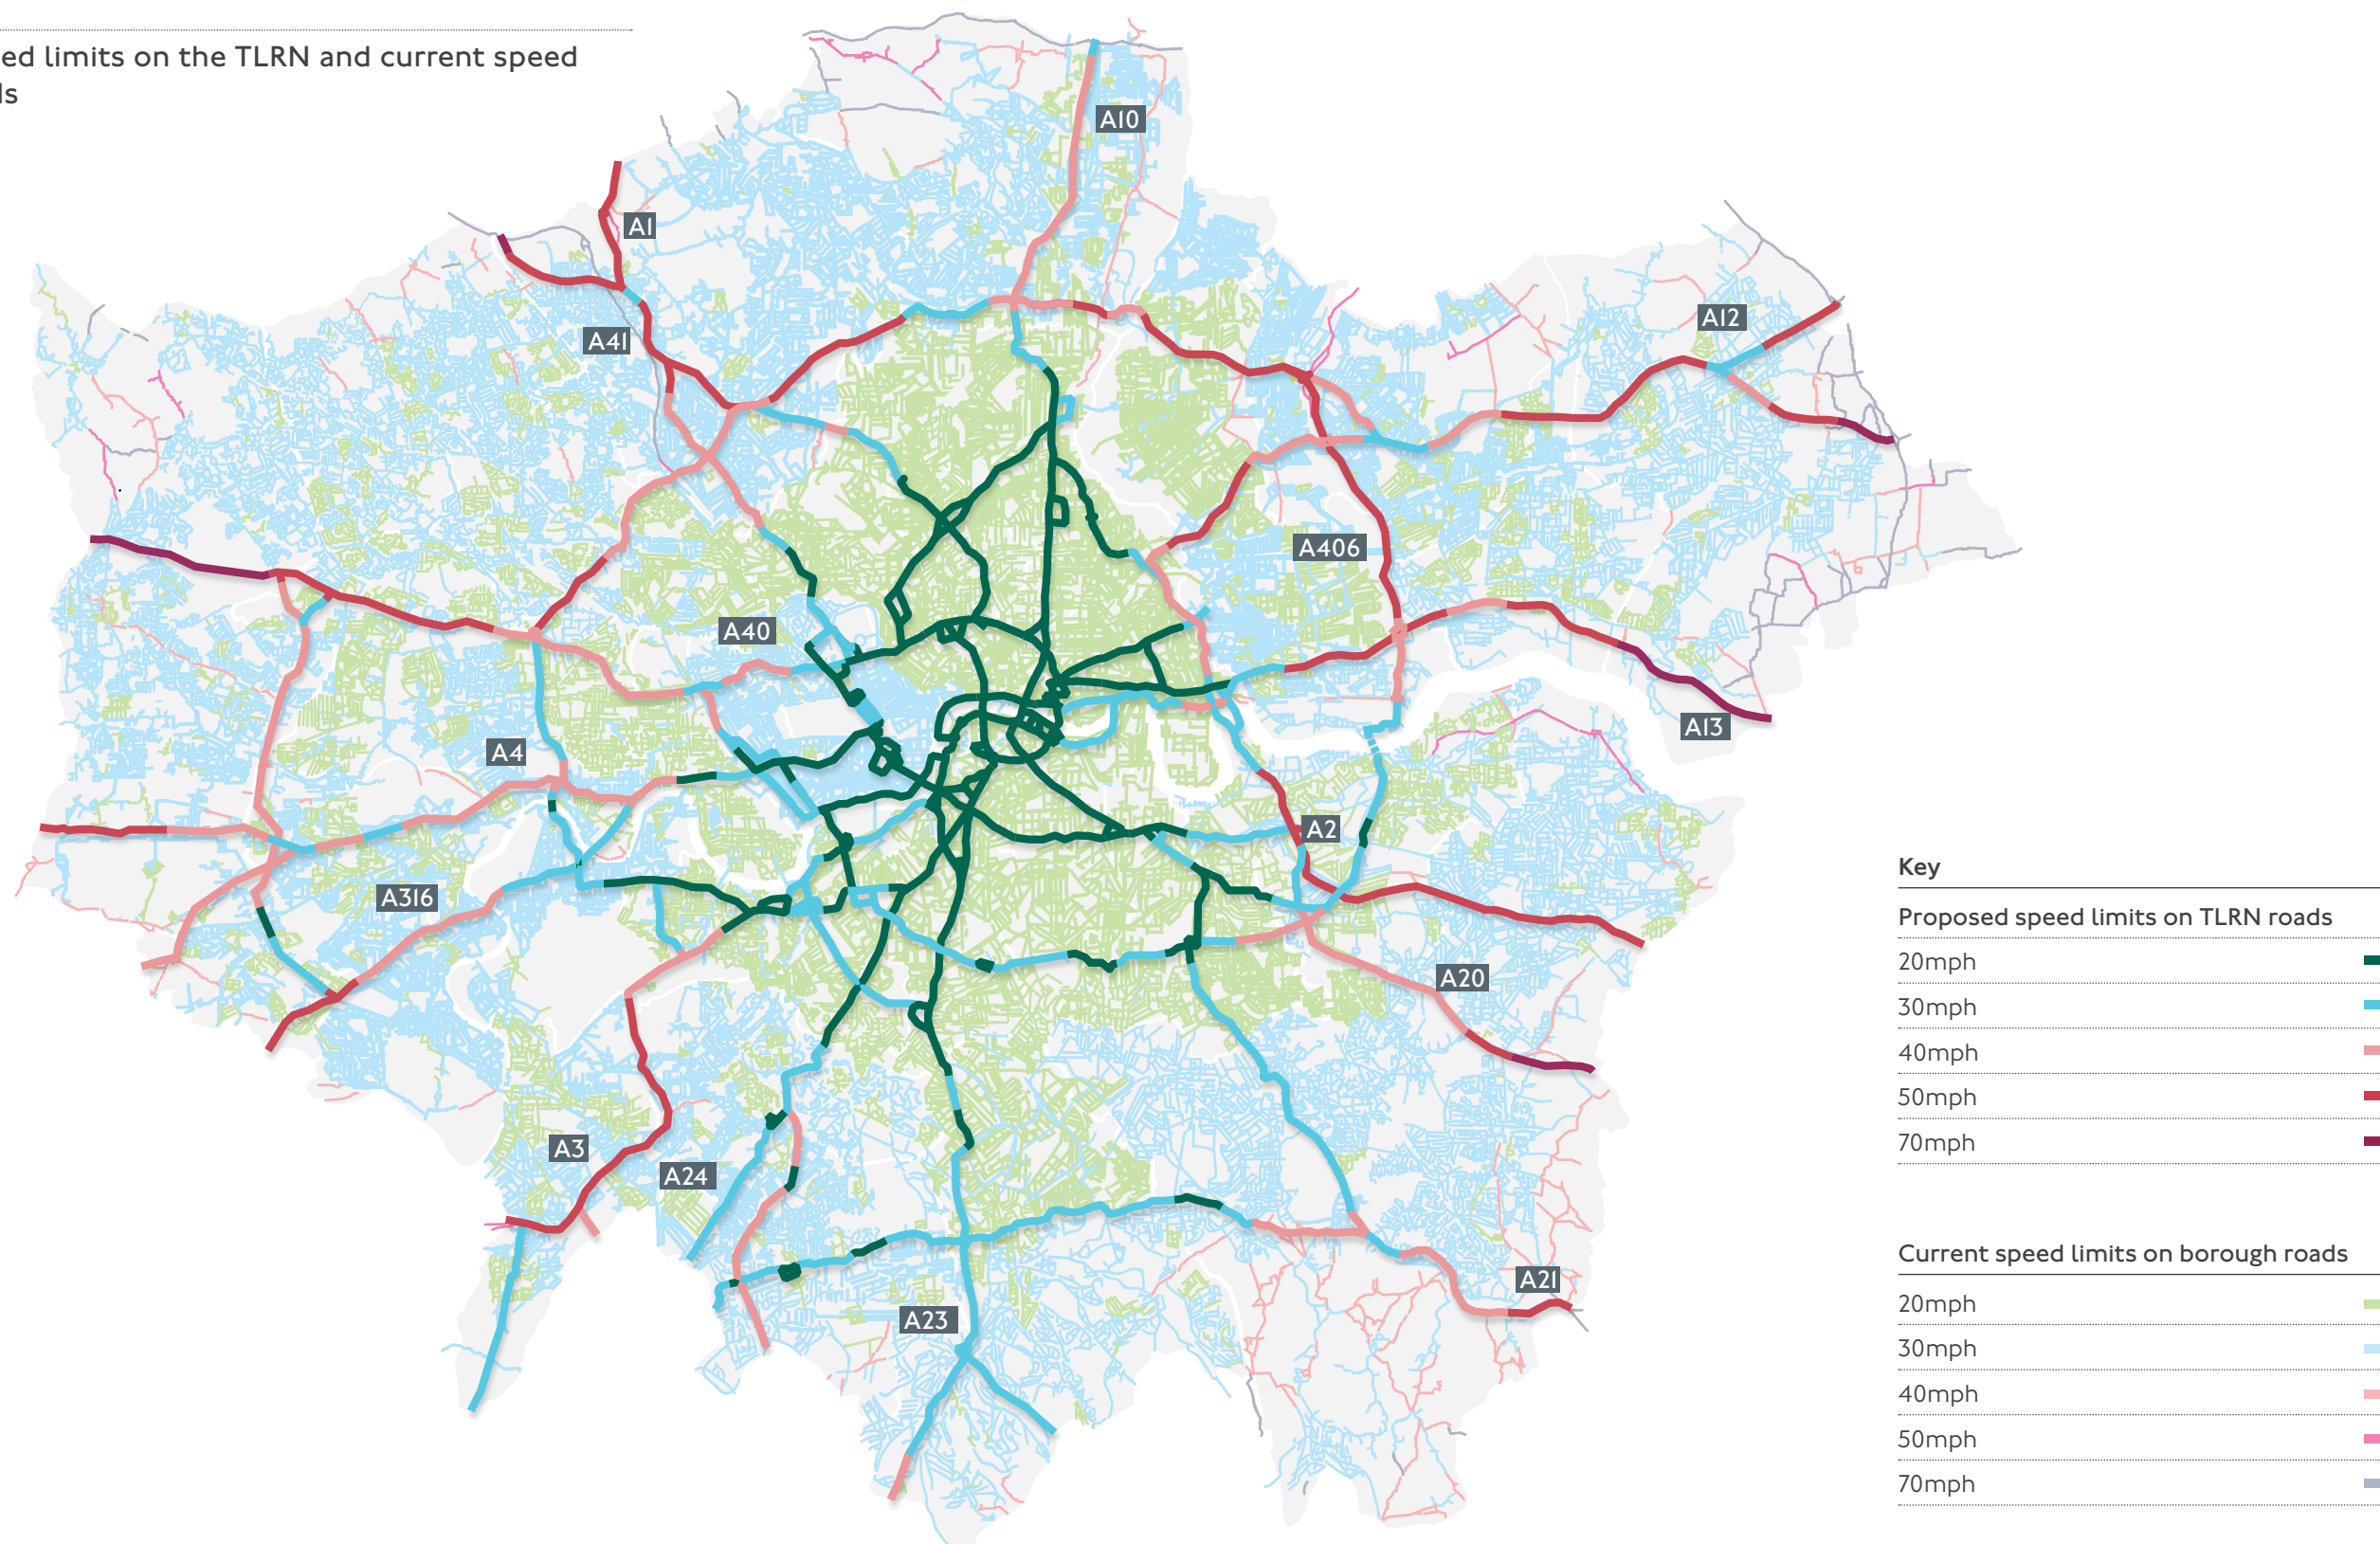 ed limits on the TLRN and current speed
ls
A10
A1
A12
A41
A406
A40
A13
A4
A2
A316
A20
A3
A24
A21
A23
Key
Proposed speed limits on TLRN roads
20mph
30mph
40mph
50mph
70mph
Current speed limits on borough roads
20mph
30mph
40mph
50mph
70mph